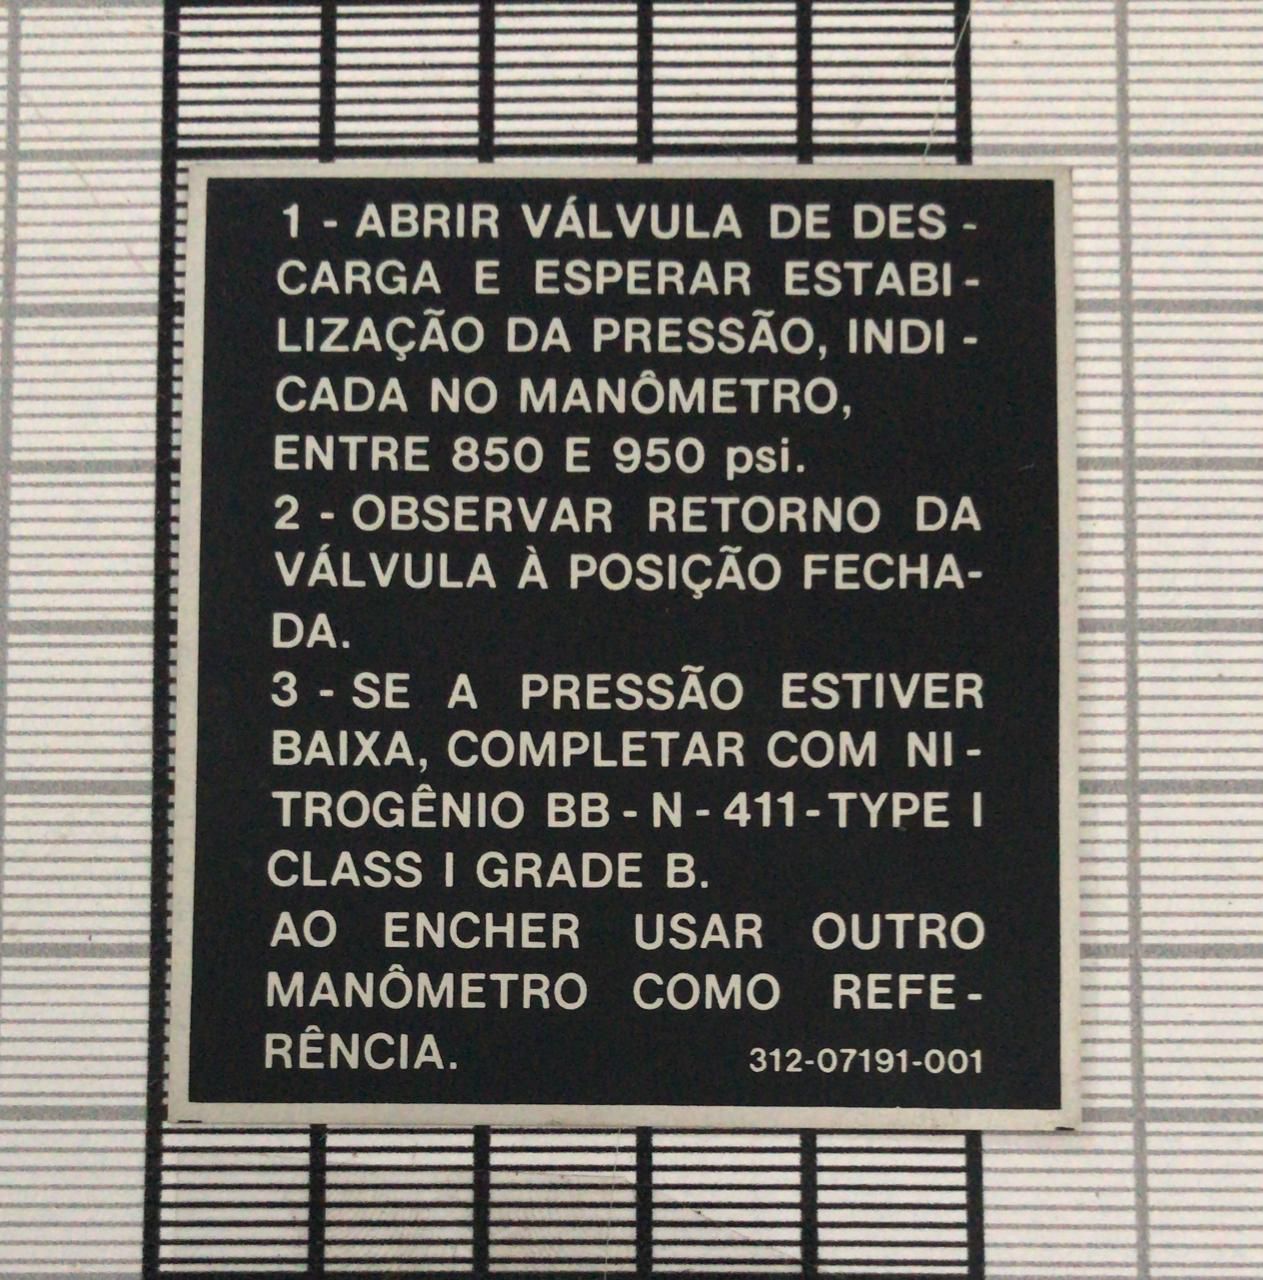 1 - ABRIR VÁLVULA DE DES -
CARGA E ESPERAR ESTABI -
LIZAÇÃO DA PRESSÃO, INDI -
CADA NO MANÔMETRO,
ENTRE 850 E 950 psi.
2 - OBSERVAR RETORNO DA
VÁLVULA À POSIÇÃO FECHA-
DA.
3 - SE A PRESSÃO ESTIVER
BAIXA, COMPLETAR COM NI -
TROGÊNIO BB - N - 411 - TYPE I
CLASS I GRADE B.
AO ENCHER USAR OUTRO
MANÔMETRO COMO REFE -
RÊNCIA. 312-07191-001